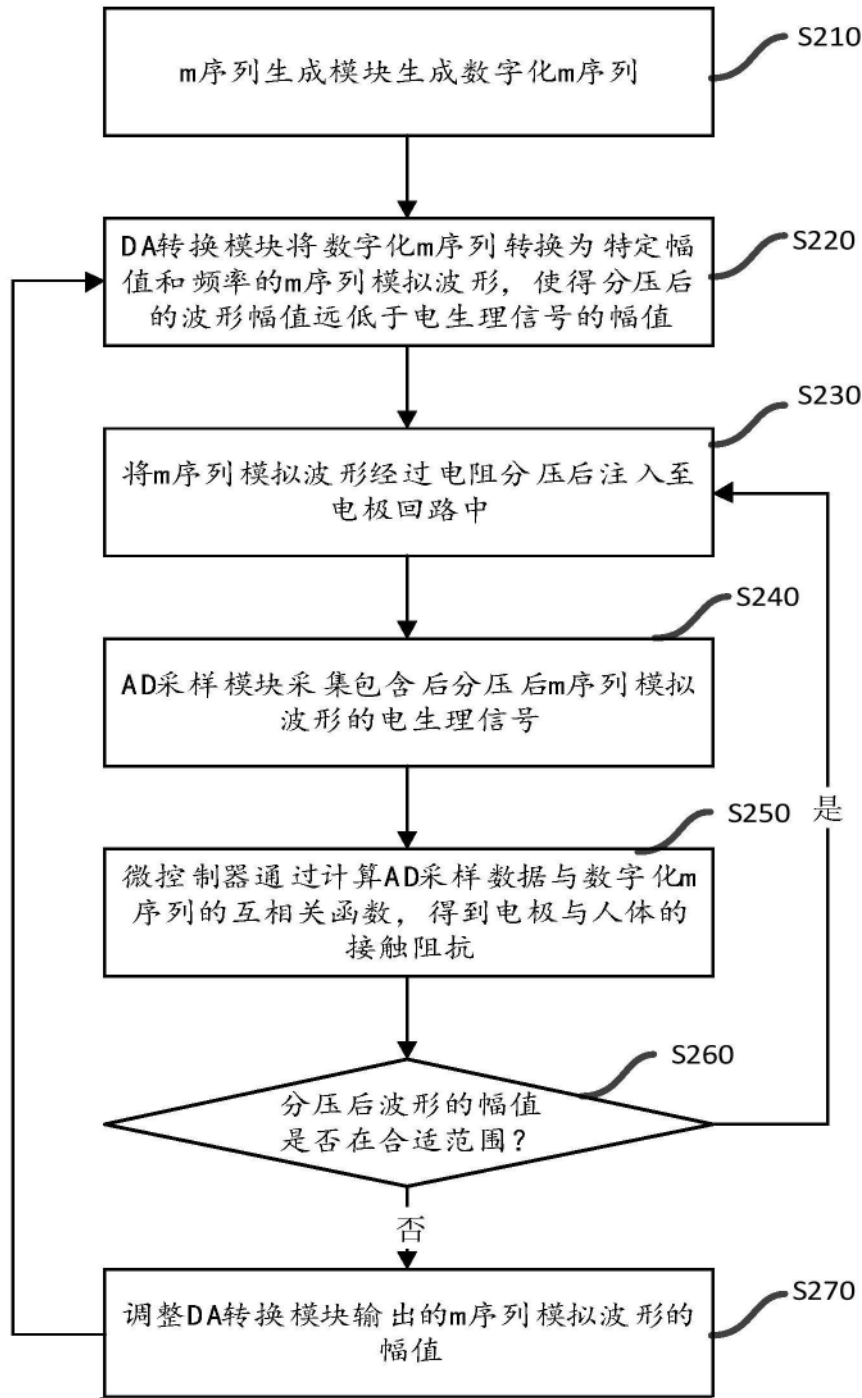 S210
m序列生成模块生成数字化m序列
S220
DA转换模块将数字化m序列转换为特定幅
值和频率的m序列模拟波形，使得分压后
的波形幅值远低于电生理信号的幅值
S230
将m序列模拟波形经过电阻分压后注入至
电极回路中
S240
AD采样模块采集包含后分压后m序列模拟
波形的电生理信号
S250
微控制器通过计算AD采样数据与数字化m
序列的互相关函数，得到电极与人体的
接触阻抗
是
S260
分压后波形的幅值
是否在合适范围？
否
S270
调整DA转换模块输出的m序列模拟波形的
幅值